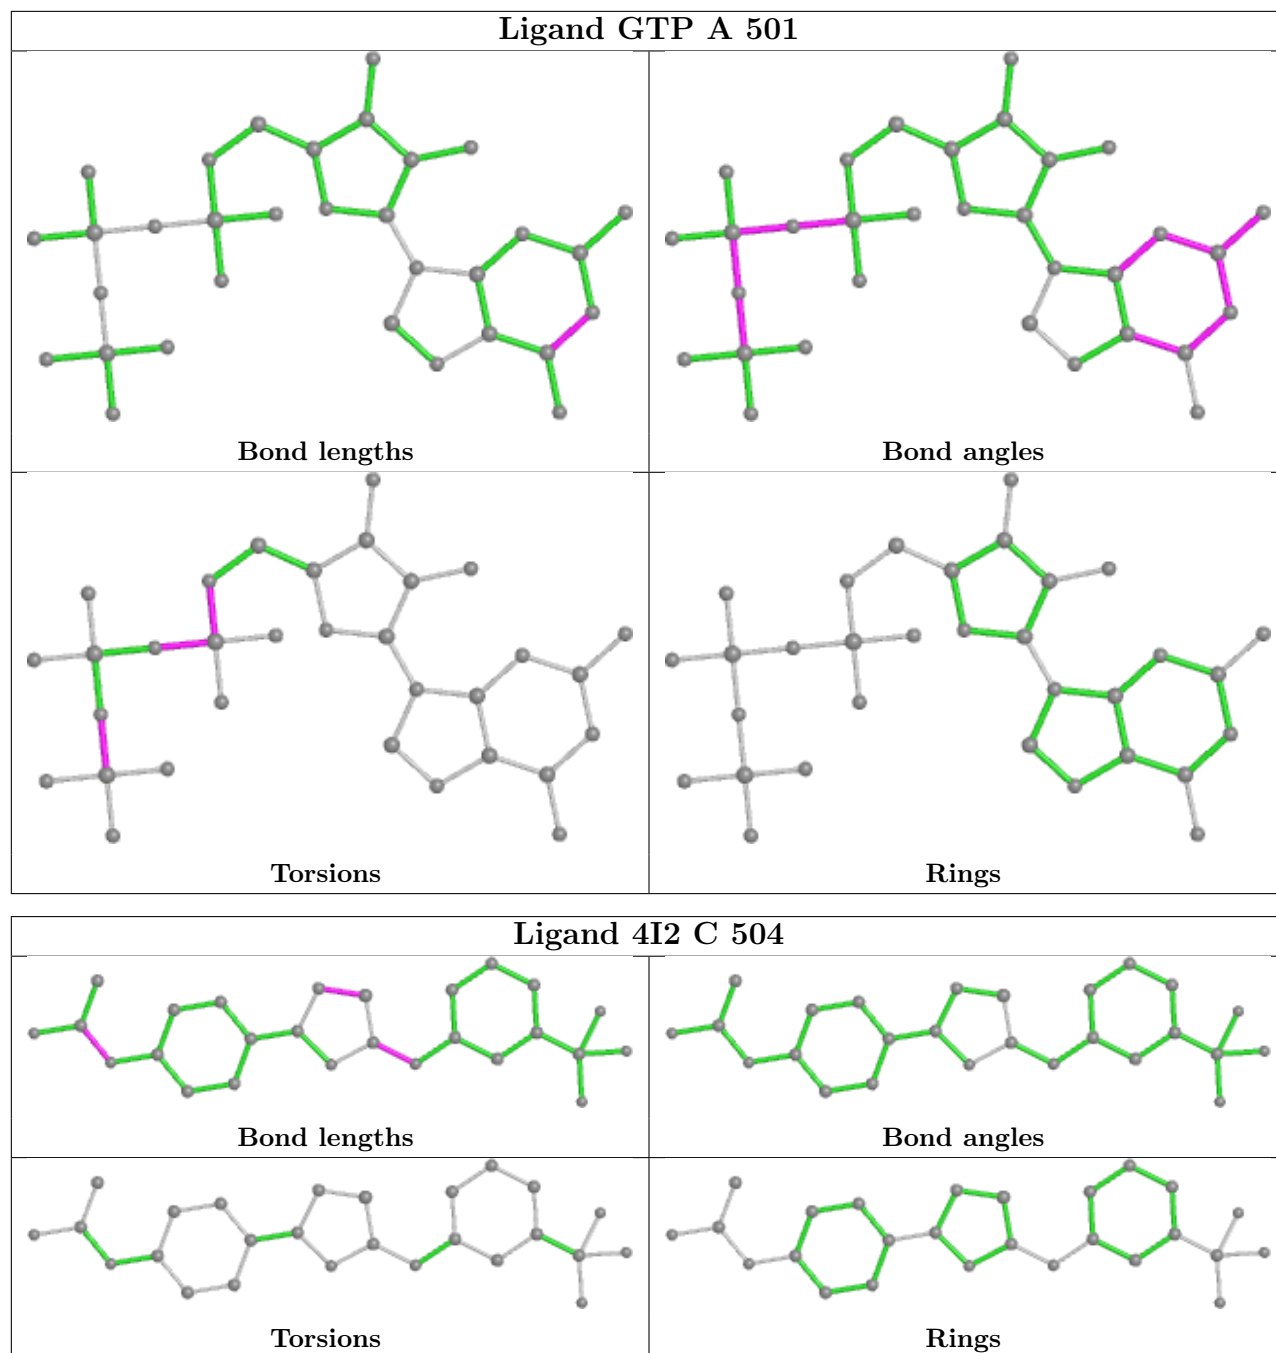 Ligand GTP A 501
Bond lengths
Bond angles
Torsions
Rings
Ligand 4I2 C 504
Bond lengths
Bond angles
Torsions
Rings